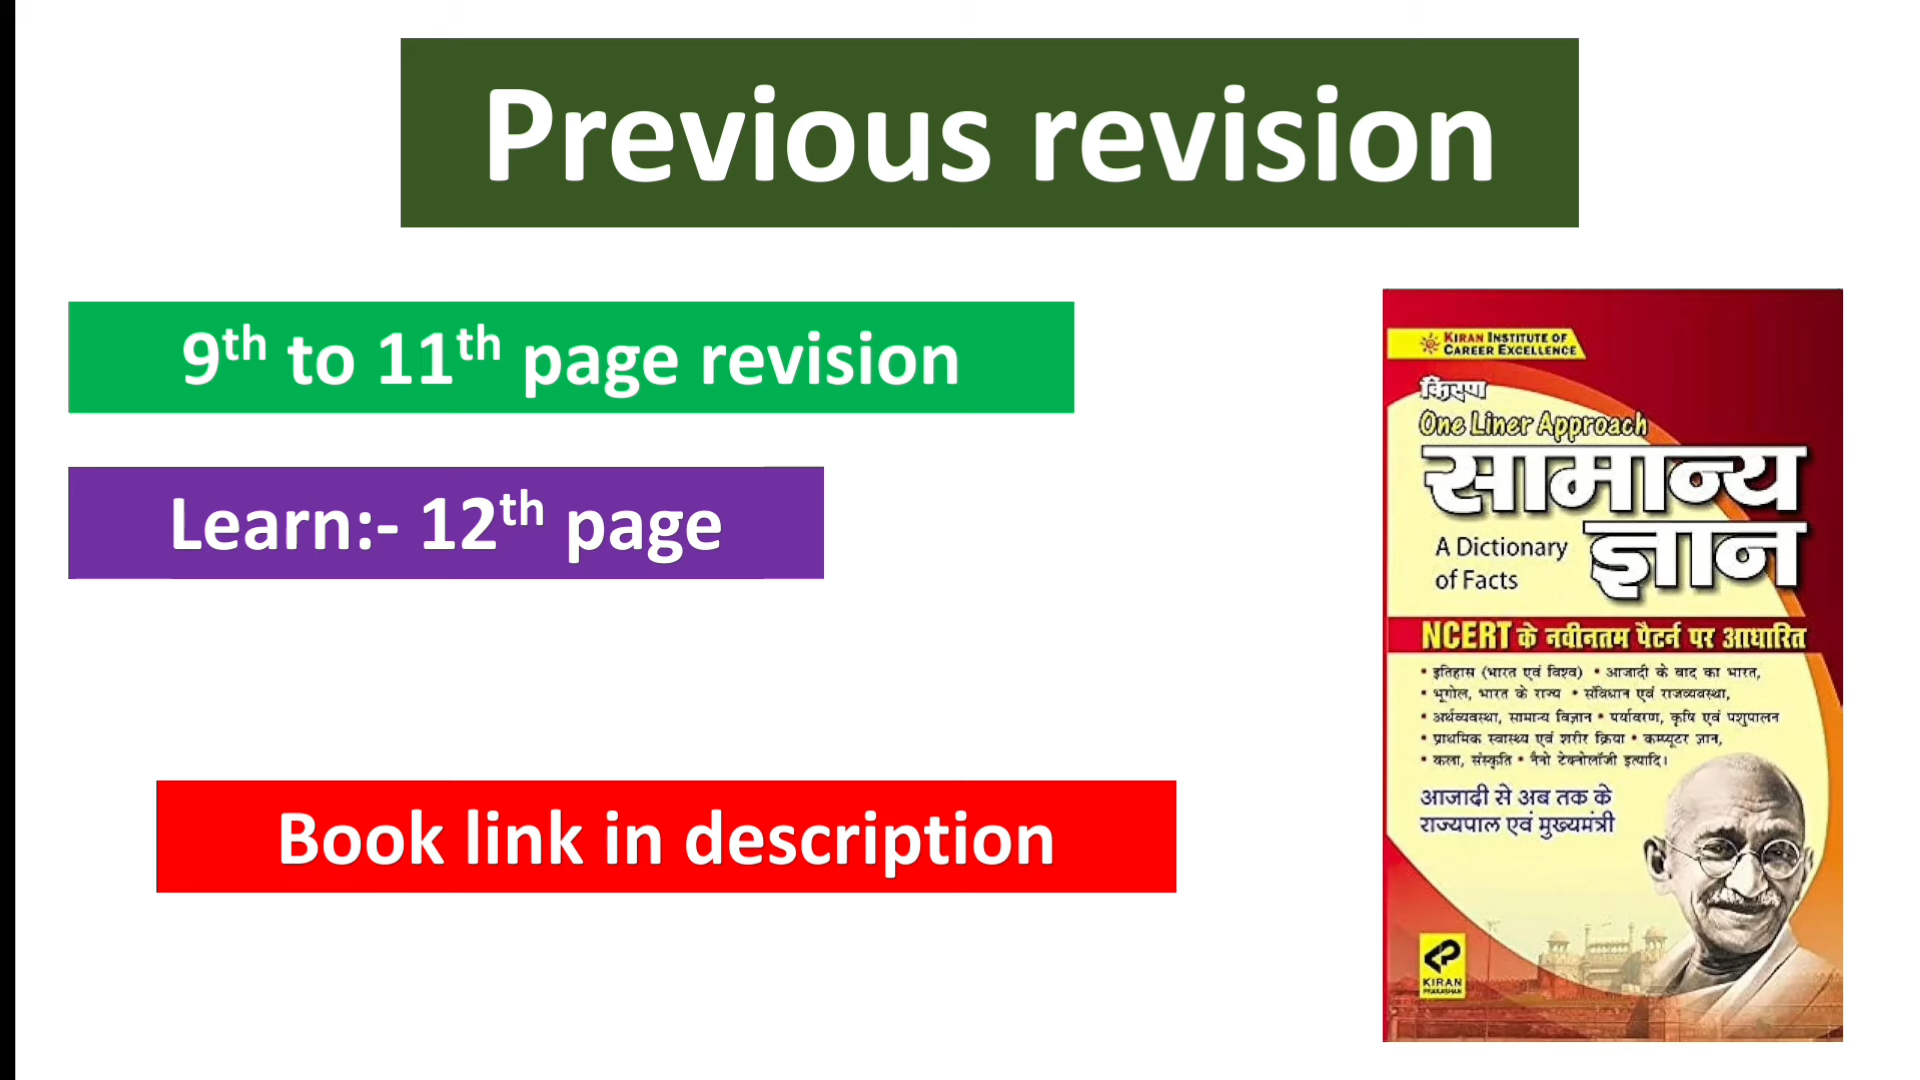 Previous revision
9th to 11th page revision
Learn:- 12th page
Book link in description
KIRAN INSTITUTE OF
CAREER EXCELLENCE
किरण
One Liner Approach
सामान्य
ज्ञान
A Dictionary
of Facts
NCERT के नवीनतम पैटर्न पर आधारित
• इतिहास (भारत एवं विश्व) • आजादी के बाद का भारत,
• भूगोल, भारत के राज्य • संविधान एवं राजव्यवस्था,
• अर्थव्यवस्था, सामान्य विज्ञान • पर्यावरण, कृषि एवं पशुपालन
• प्राथमिक स्वास्थ्य एवं शरीर क्रिया • कम्प्यूटर ज्ञान,
• कला, संस्कृति • नैनो टेक्नोलॉजी इत्यादि।
आजादी से अब तक के
राज्यपाल एवं मुख्यमंत्री
KIRAN
PRAKASHAN